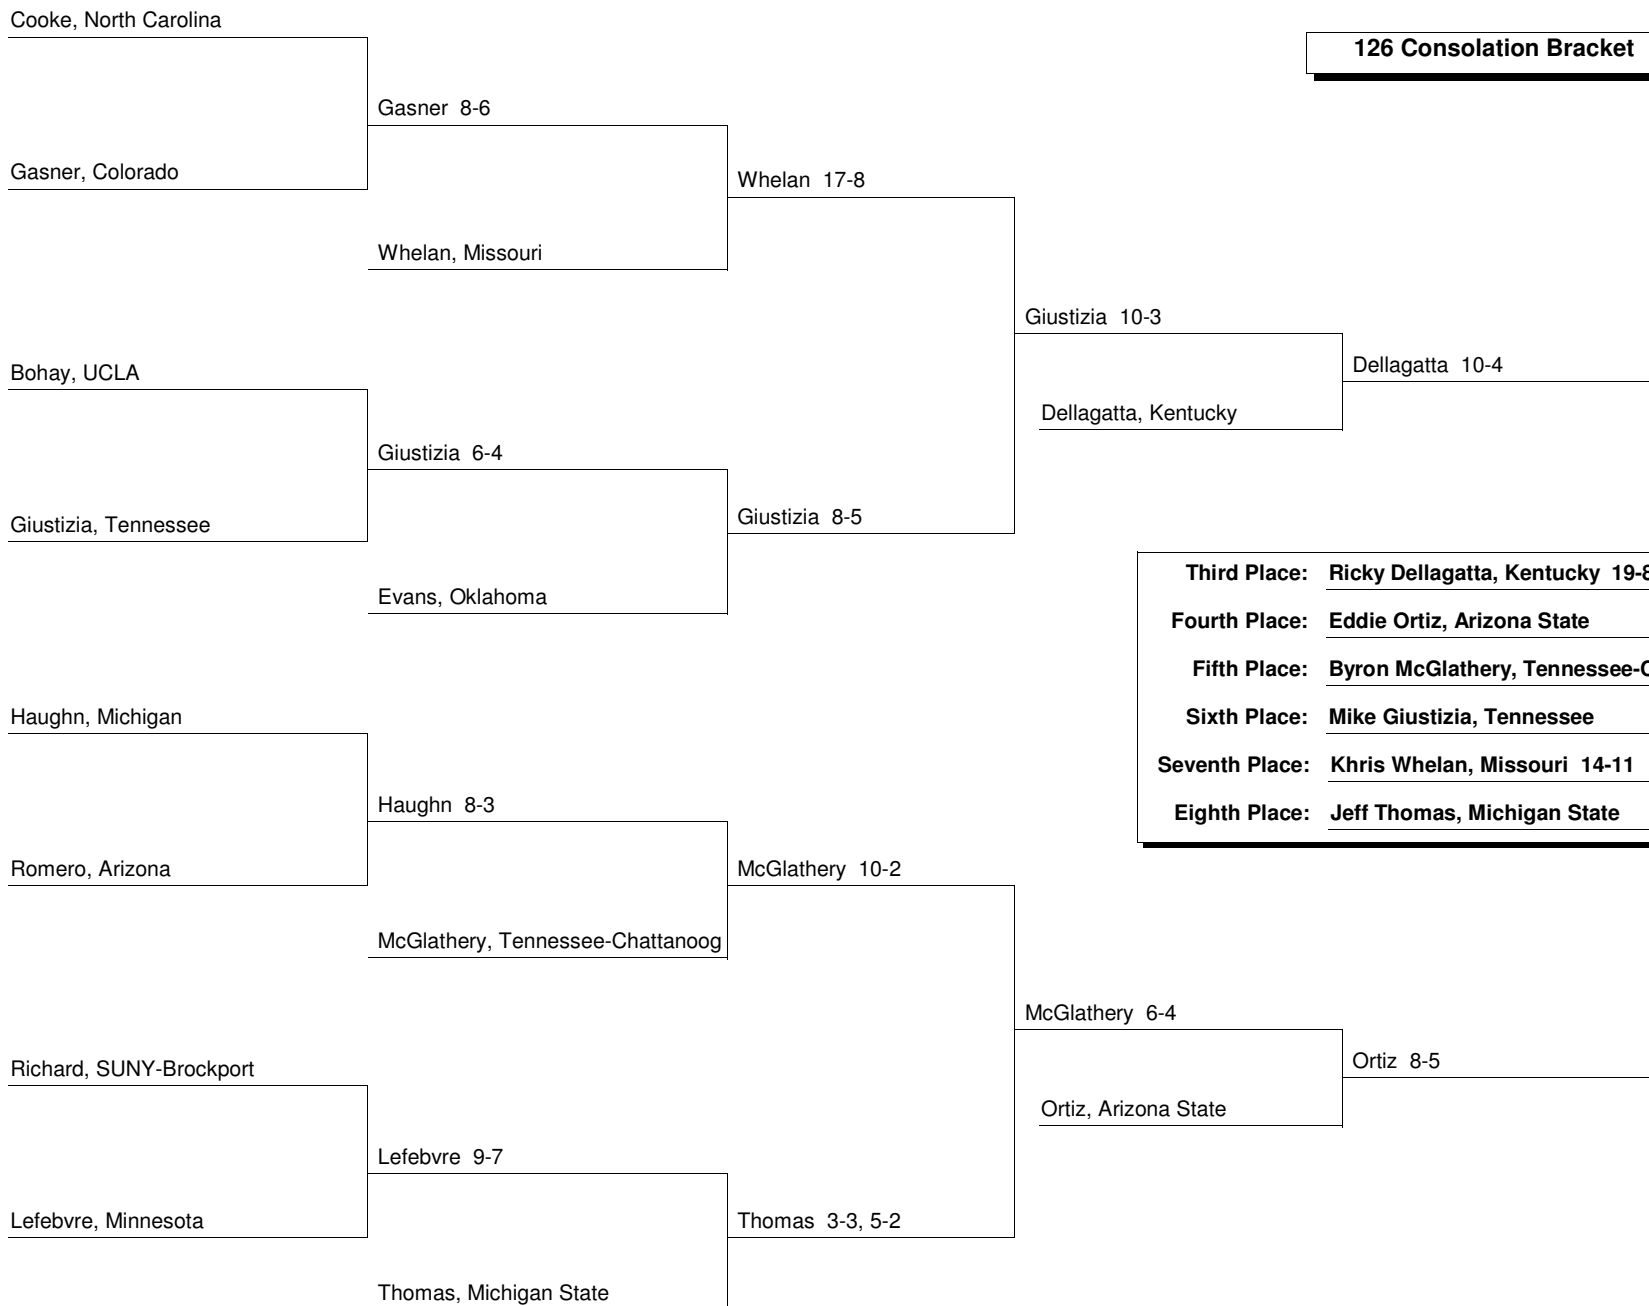 Cooke, North Carolina
126 Consolation Bracket
Gasner 8-6
Gasner, Colorado
Whelan 17-8
Whelan, Missouri
Giustizia 10-3
Bohay, UCLA
Dellagatta 10-4
Dellagatta, Kentucky
Giustizia 6-4
Giustizia, Tennessee
Giustizia 8-5
Evans, Oklahoma
Third Place: Ricky Dellagatta, Kentucky 19-8
Fourth Place: Eddie Ortiz, Arizona State
Fifth Place: Byron McGlathery, Tennessee-C
Sixth Place: Mike Giustizia, Tennessee
Seventh Place: Khris Whelan, Missouri 14-11
Eighth Place: Jeff Thomas, Michigan State
Haughn, Michigan
Haughn 8-3
Romero, Arizona
McGlathery 10-2
McGlathery, Tennessee-Chattanoog
McGlathery 6-4
Richard, SUNY-Brockport
Ortiz 8-5
Ortiz, Arizona State
Lefebvre 9-7
Lefebvre, Minnesota
Thomas 3-3, 5-2
Thomas, Michigan State